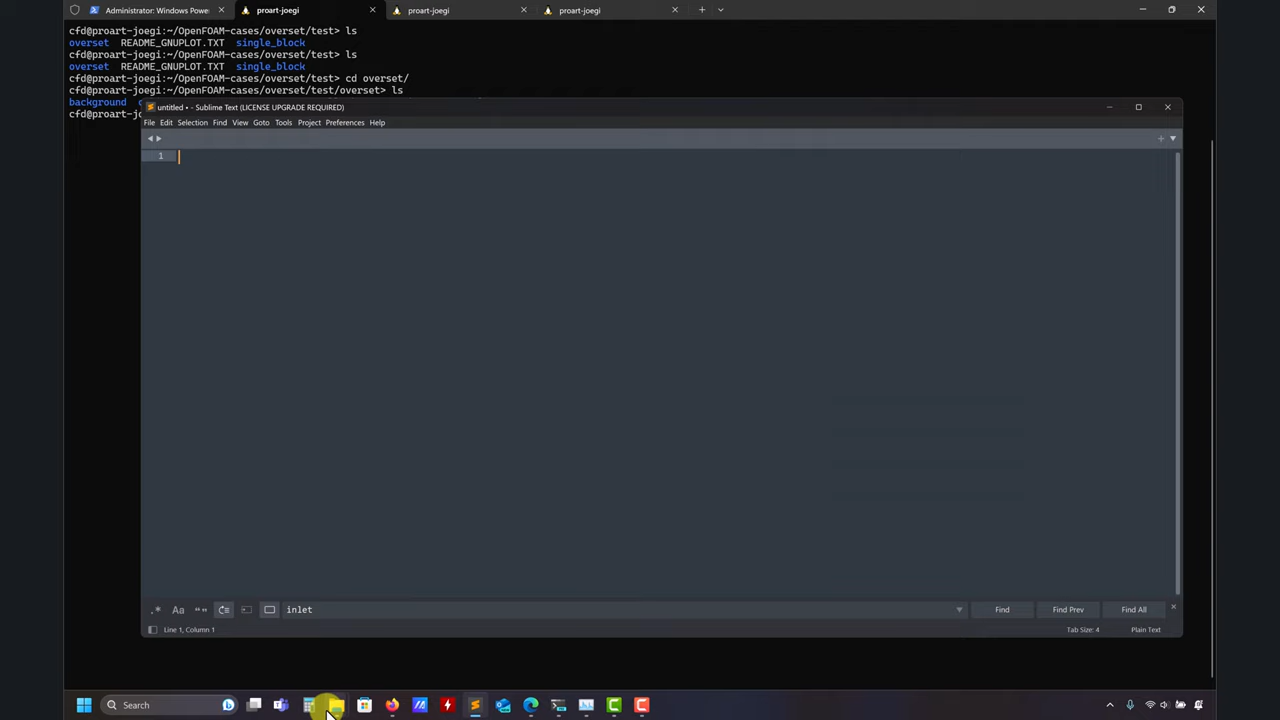 Administrator: Windows Powe
proart-joegi
proart-joegi
proart-joegi
cfd@proart-joegi:~/OpenFOAM-cases/overset/test> ls
overset README_GNUPLOT.TXT single_block
cfd@proart-joegi:~/OpenFOAM-cases/overset/test> ls
overset README_GNUPLOT.TXT single_block
cfd@proart-joegi:~/OpenFOAM-cases/overset/test> cd overset/
cfd@proart-joegi:~/OpenFOAM-cases/overset/test/overset> ls
background
cfd@proart-jo
untitled • - Sublime Text (LICENSE UPGRADE REQUIRED)
File Edit Selection Find View Goto Tools Project Preferences Help
1
.* Aa “” inlet Find Find Prev Find All
Line 1, Column 1 Tab Size: 4 Plain Text
Search